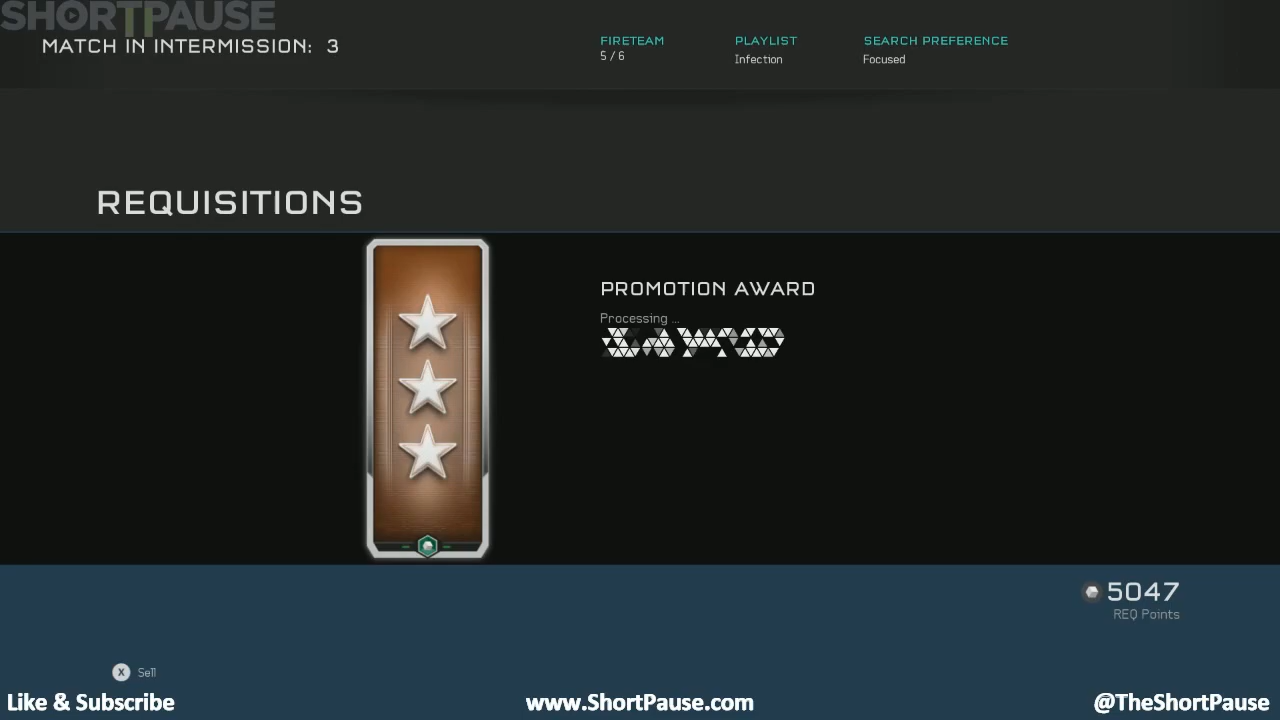 SHORTPAUSE
MATCH IN INTERMISSION: 3
FIRETEAM
5 / 6
PLAYLIST
Infection
SEARCH PREFERENCE
Focused
REQUISITIONS
PROMOTION AWARD
Processing ...
5047
REQ Points
X Sell
Like & Subscribe
www.ShortPause.com
@TheShortPause